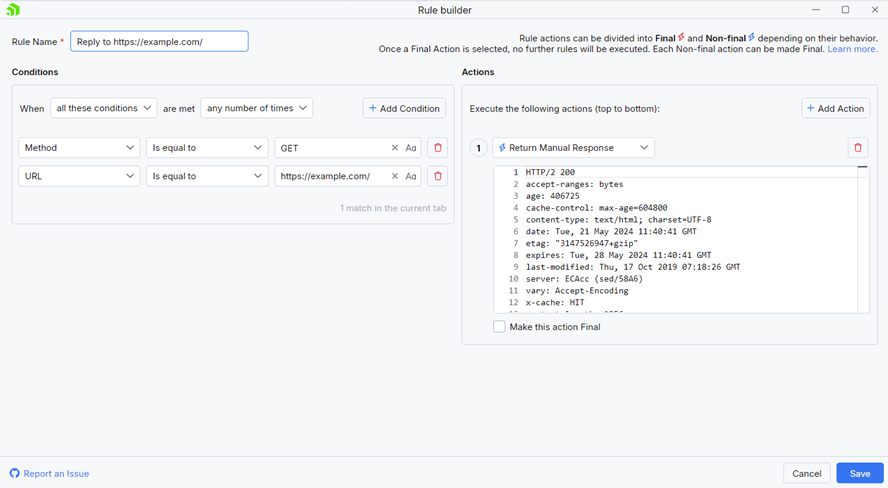 Rule builder
Rule Name *
Reply to https://example.com/
Rule actions can be divided into Final and Non-final depending on their behavior.
Once a Final Action is selected, no further rules will be executed. Each Non-final action can be made Final. Learn more.
Conditions
When all these conditions are met any number of times + Add Condition
Method Is equal to GET Aa
URL Is equal to https://example.com/ Aa
1 match in the current tab
Actions
Execute the following actions (top to bottom): + Add Action
1 Return Manual Response
1 HTTP/2 200
2 accept-ranges: bytes
3 age: 406725
4 cache-control: max-age=604800
5 content-type: text/html; charset=UTF-8
6 date: Tue, 21 May 2024 11:40:41 GMT
7 etag: "3147526947+gzip"
8 expires: Tue, 28 May 2024 11:40:41 GMT
9 last-modified: Thu, 17 Oct 2019 07:18:26 GMT
10 server: ECAcc (sed/58A6)
11 vary: Accept-Encoding
12 x-cache: HIT
Make this action Final
Report an Issue
Cancel Save